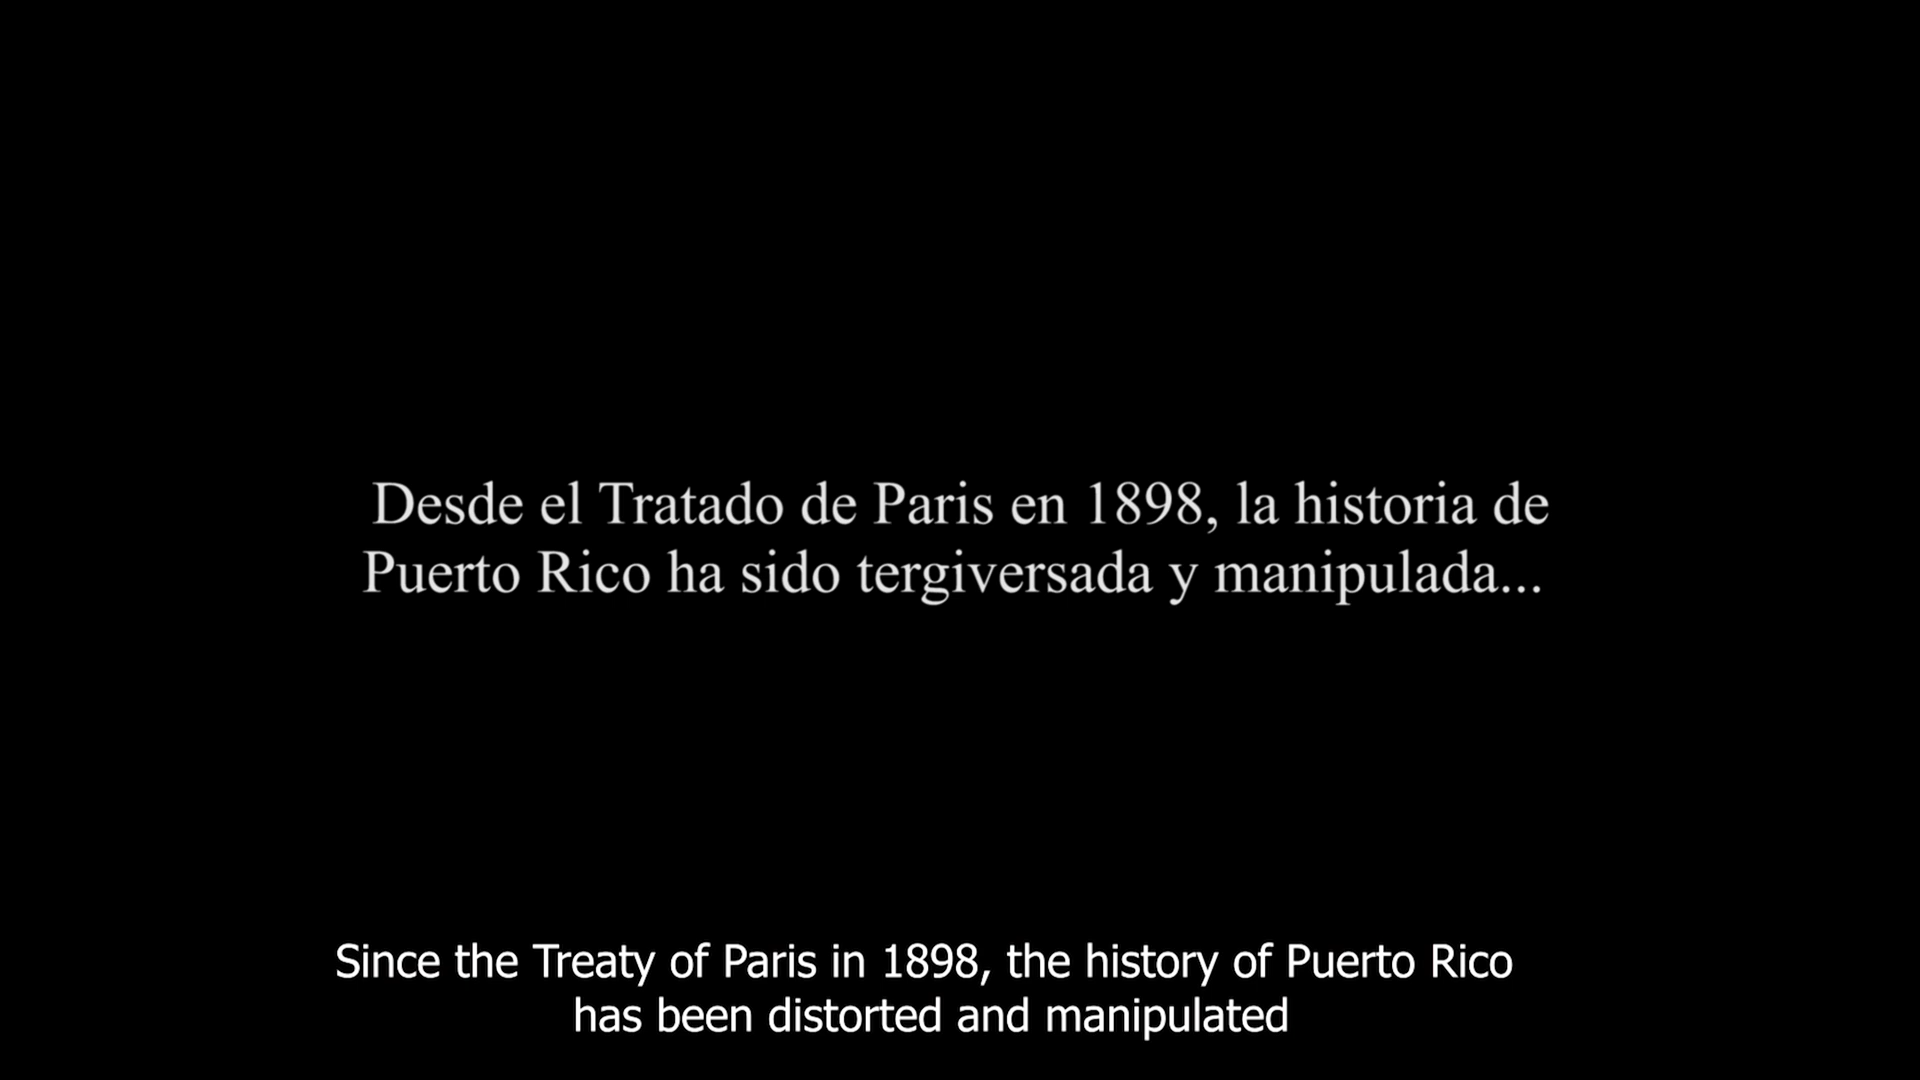 Desde el Tratado de Paris en 1898, la historia de
Puerto Rico ha sido tergiversada y manipulada...
Since the Treaty of Paris in 1898, the history of Puerto Rico
has been distorted and manipulated